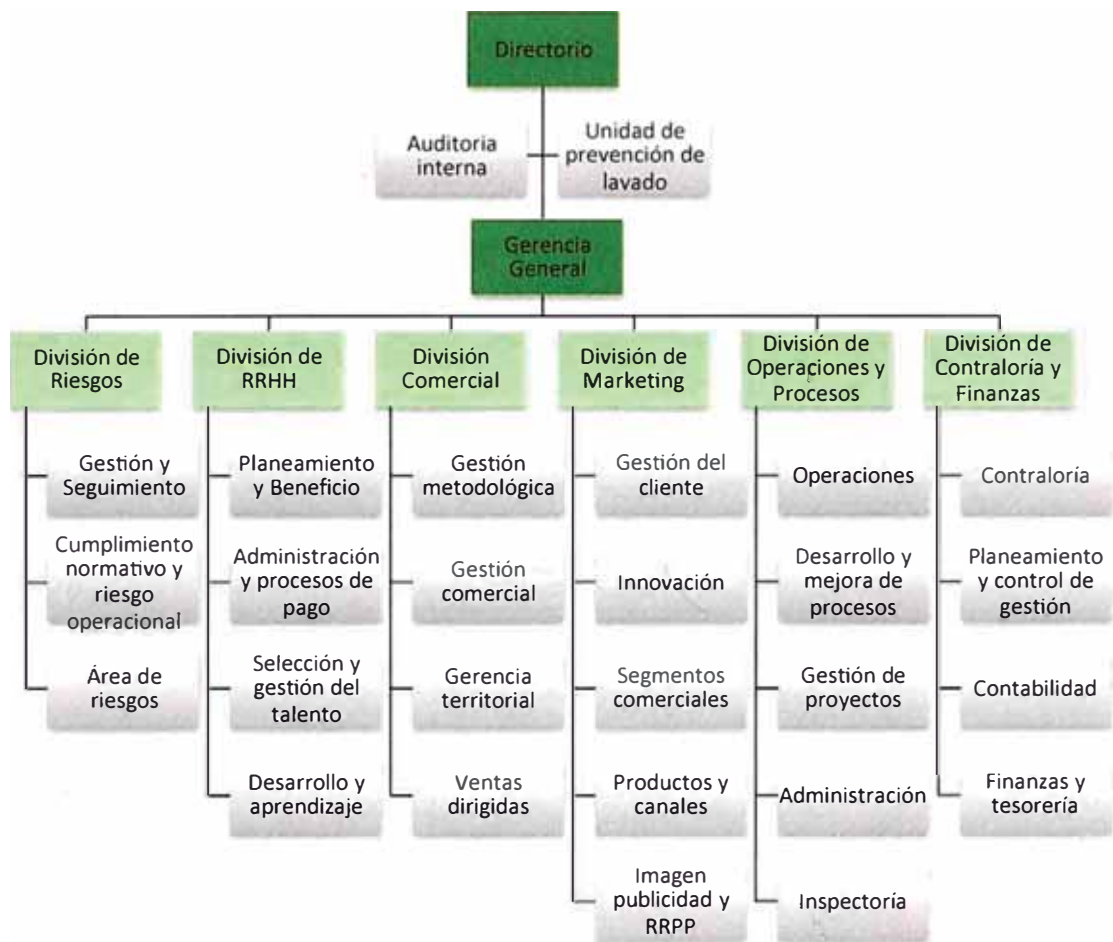 Directorio
Auditoria
interna
Unidad de
prevención de
lavado
Gerencia
General
División de
Riesgos
División de
RRHH
División
Comercial
División de
Marketing
División de
Operaciones y
Procesos
División de
Contraloría y
Finanzas
Gestión y
Seguimiento
Cumplimiento
normativo y
riesgo
operacional
Área de
riesgos
Planeamiento
y Beneficio
Administración
y procesos de
pago
Selección y
gestión del
talento
Desarrollo y
aprendizaje
Gestión
metodológica
Gestión
comercial
Gerencia
territorial
Ventas
dirigidas
Gestión del
cliente
Innovación
Segmentos
comerciales
Productos y
canales
Imagen
publicidad y
RRPP
Operaciones
Desarrollo y
mejora de
procesos
Gestión de
proyectos
Administración
Inspectoría
Contraloría
Planeamiento
y control de
gestión
Contabilidad
Finanzas y
tesorería